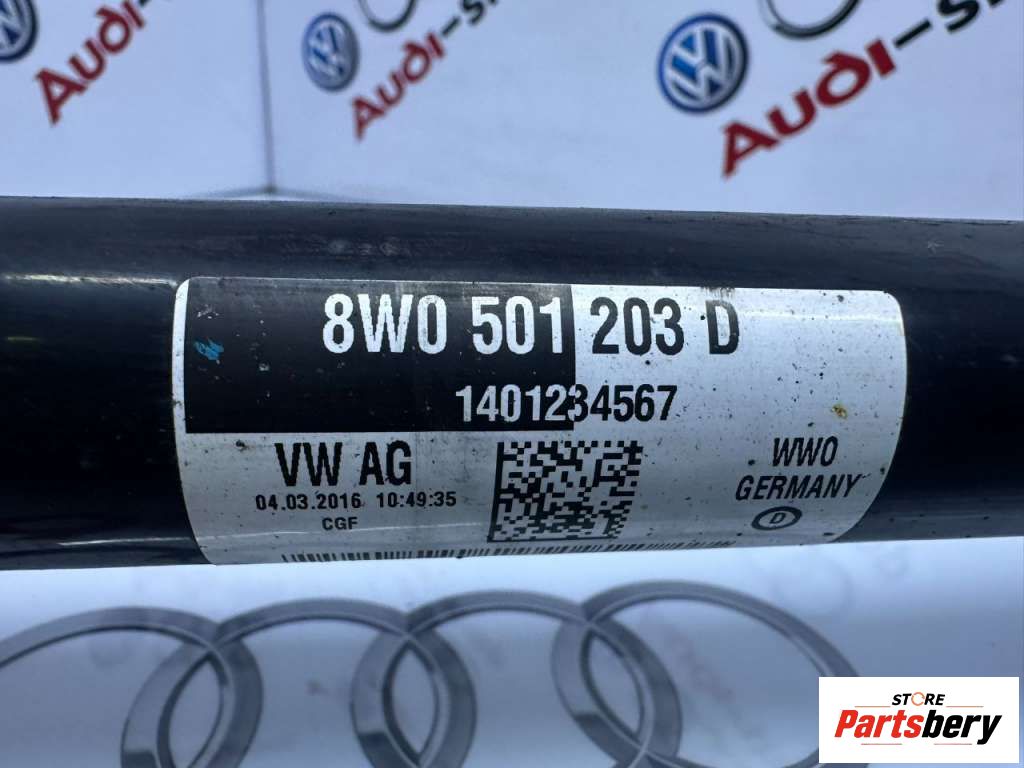 Audi
Audi-
Audi-S
8W0 501 203 D
1401234567
VW AG
04.03.2016 10:49:35
CGF
WW0
GERMANY
D
STORE
Partsbery